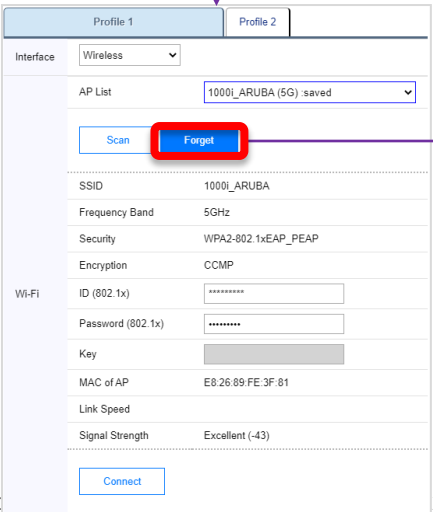 Profile 1 Profile 2
Interface Wireless
AP List 1000i_ARUBA (5G) :saved
Scan Forget
SSID 1000i_ARUBA
Frequency Band 5GHz
Security WPA2-802.1xEAP_PEAP
Encryption CCMP
Wi-Fi ID (802.1x) *********
Password (802.1x) •••••••••
Key
MAC of AP E8:26:89:FE:3F:81
Link Speed
Signal Strength Excellent (-43)
Connect